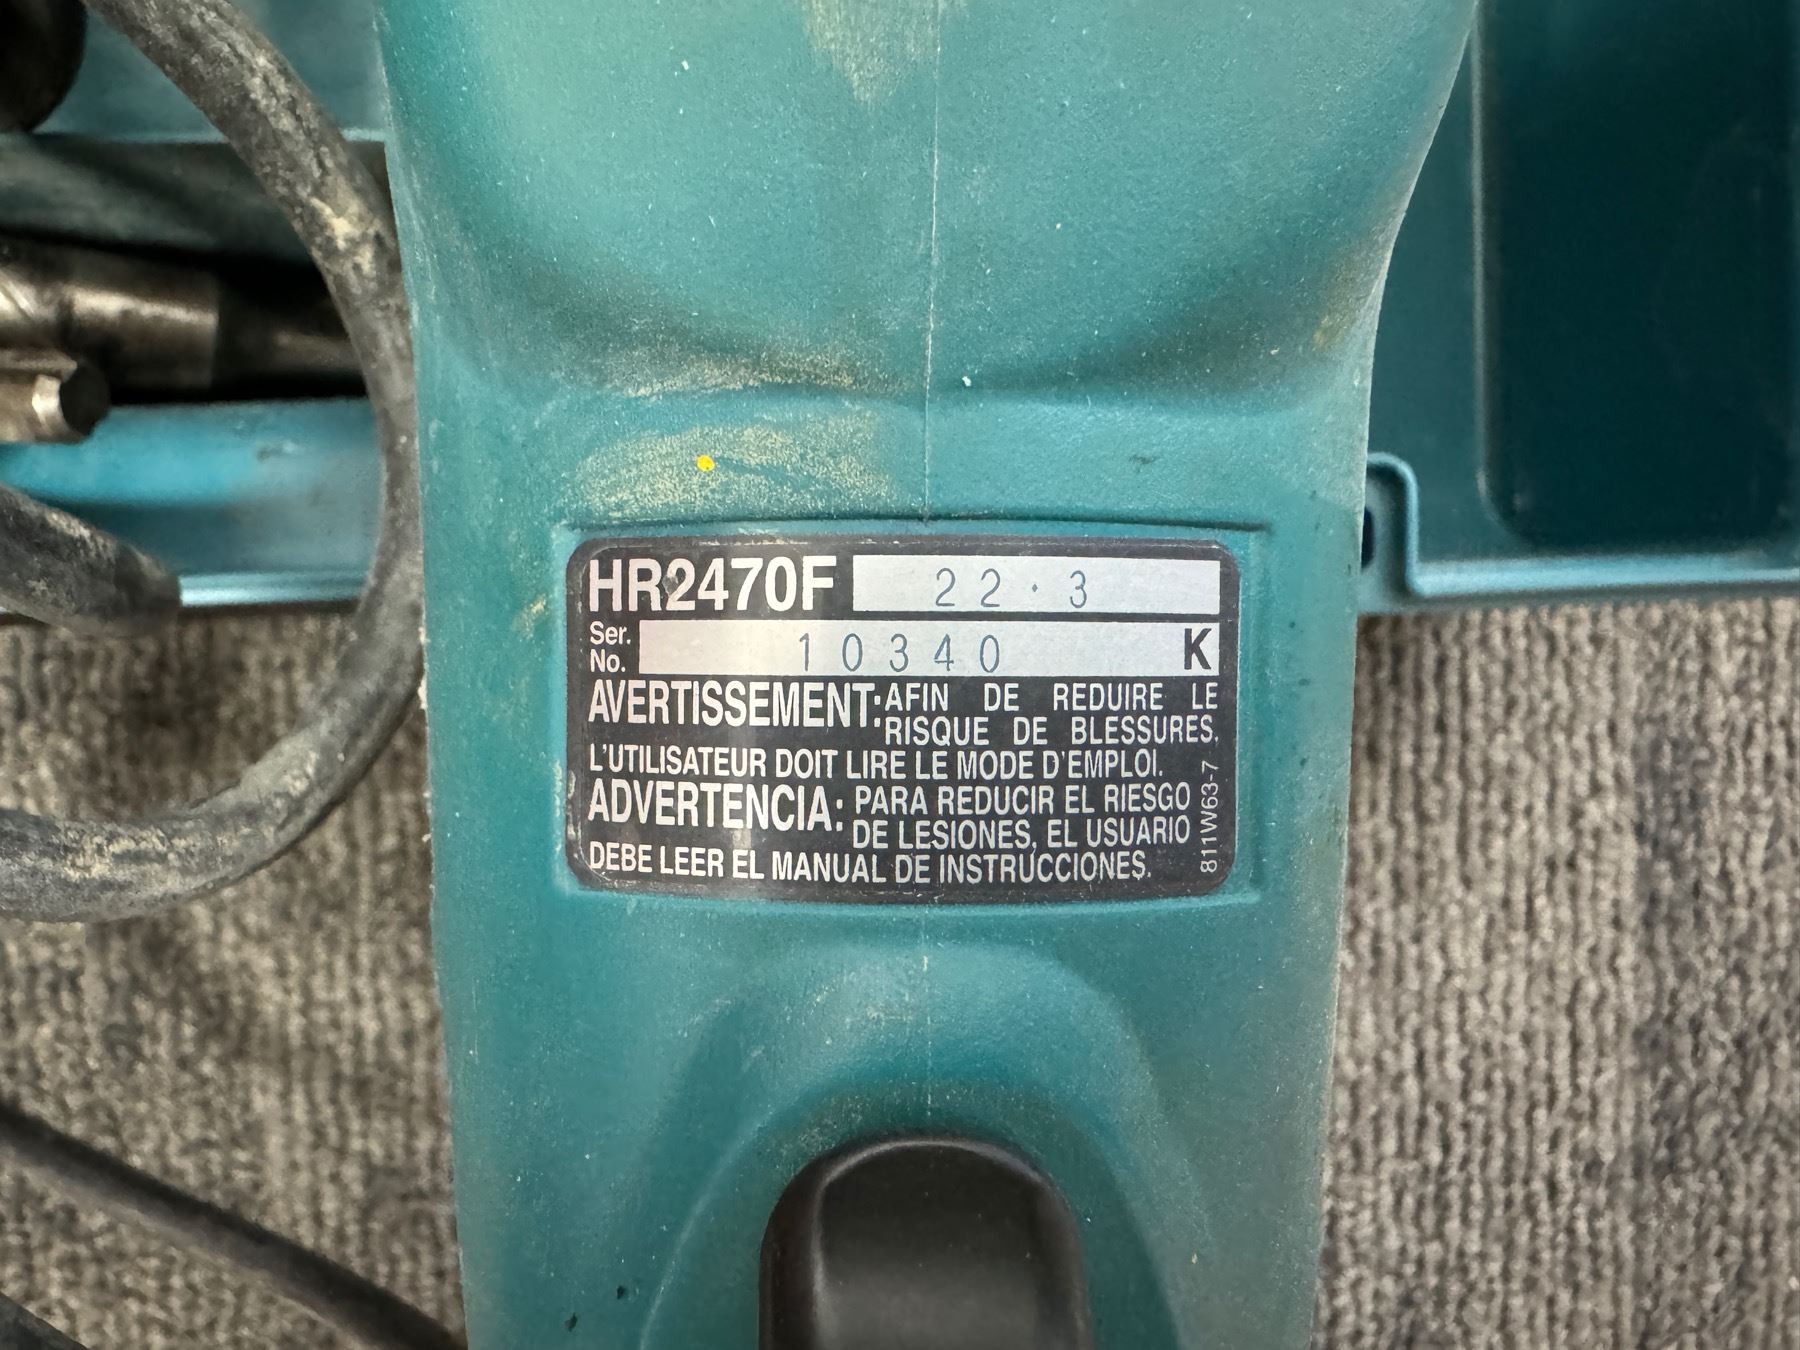 HR2470F 22·3
Ser. No. 10340 K
AVERTISSEMENT: AFIN DE REDUIRE LE
RISQUE DE BLESSURES.
L'UTILISATEUR DOIT LIRE LE MODE D'EMPLOI.
ADVERTENCIA: PARA REDUCIR EL RIESGO
DE LESIONES, EL USUARIO
DEBE LEER EL MANUAL DE INSTRUCCIONES.
811W63-7